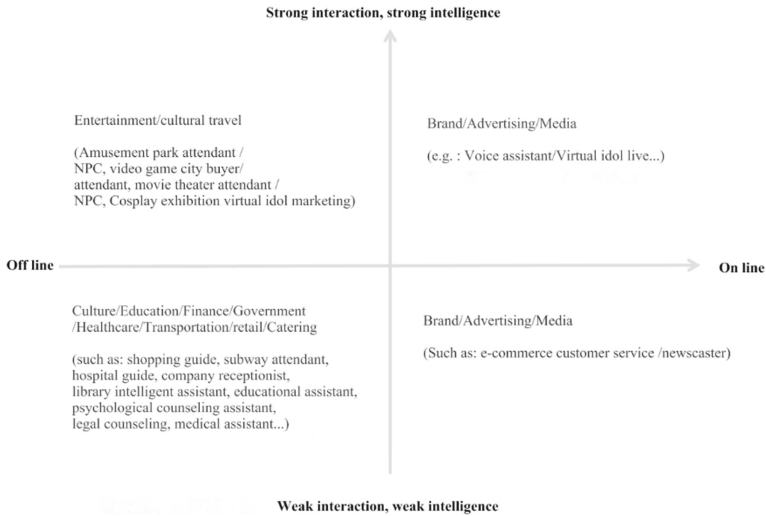 Strong interaction, strong intelligence
Entertainment/cultural travel
(Amusement park attendant /
NPC, video game city buyer/
attendant, movie theater attendant /
NPC, Cosplay exhibition virtual idol marketing)
Brand/Advertising/Media
(e.g. : Voice assistant/Virtual idol live...)
Off line
On line
Culture/Education/Finance/Government
/Healthcare/Transportation/retail/Catering
(such as: shopping guide, subway attendant,
hospital guide, company receptionist,
library intelligent assistant, educational assistant,
psychological counseling assistant,
legal counseling, medical assistant...)
Brand/Advertising/Media
(Such as: e-commerce customer service /newscaster)
Weak interaction, weak intelligence